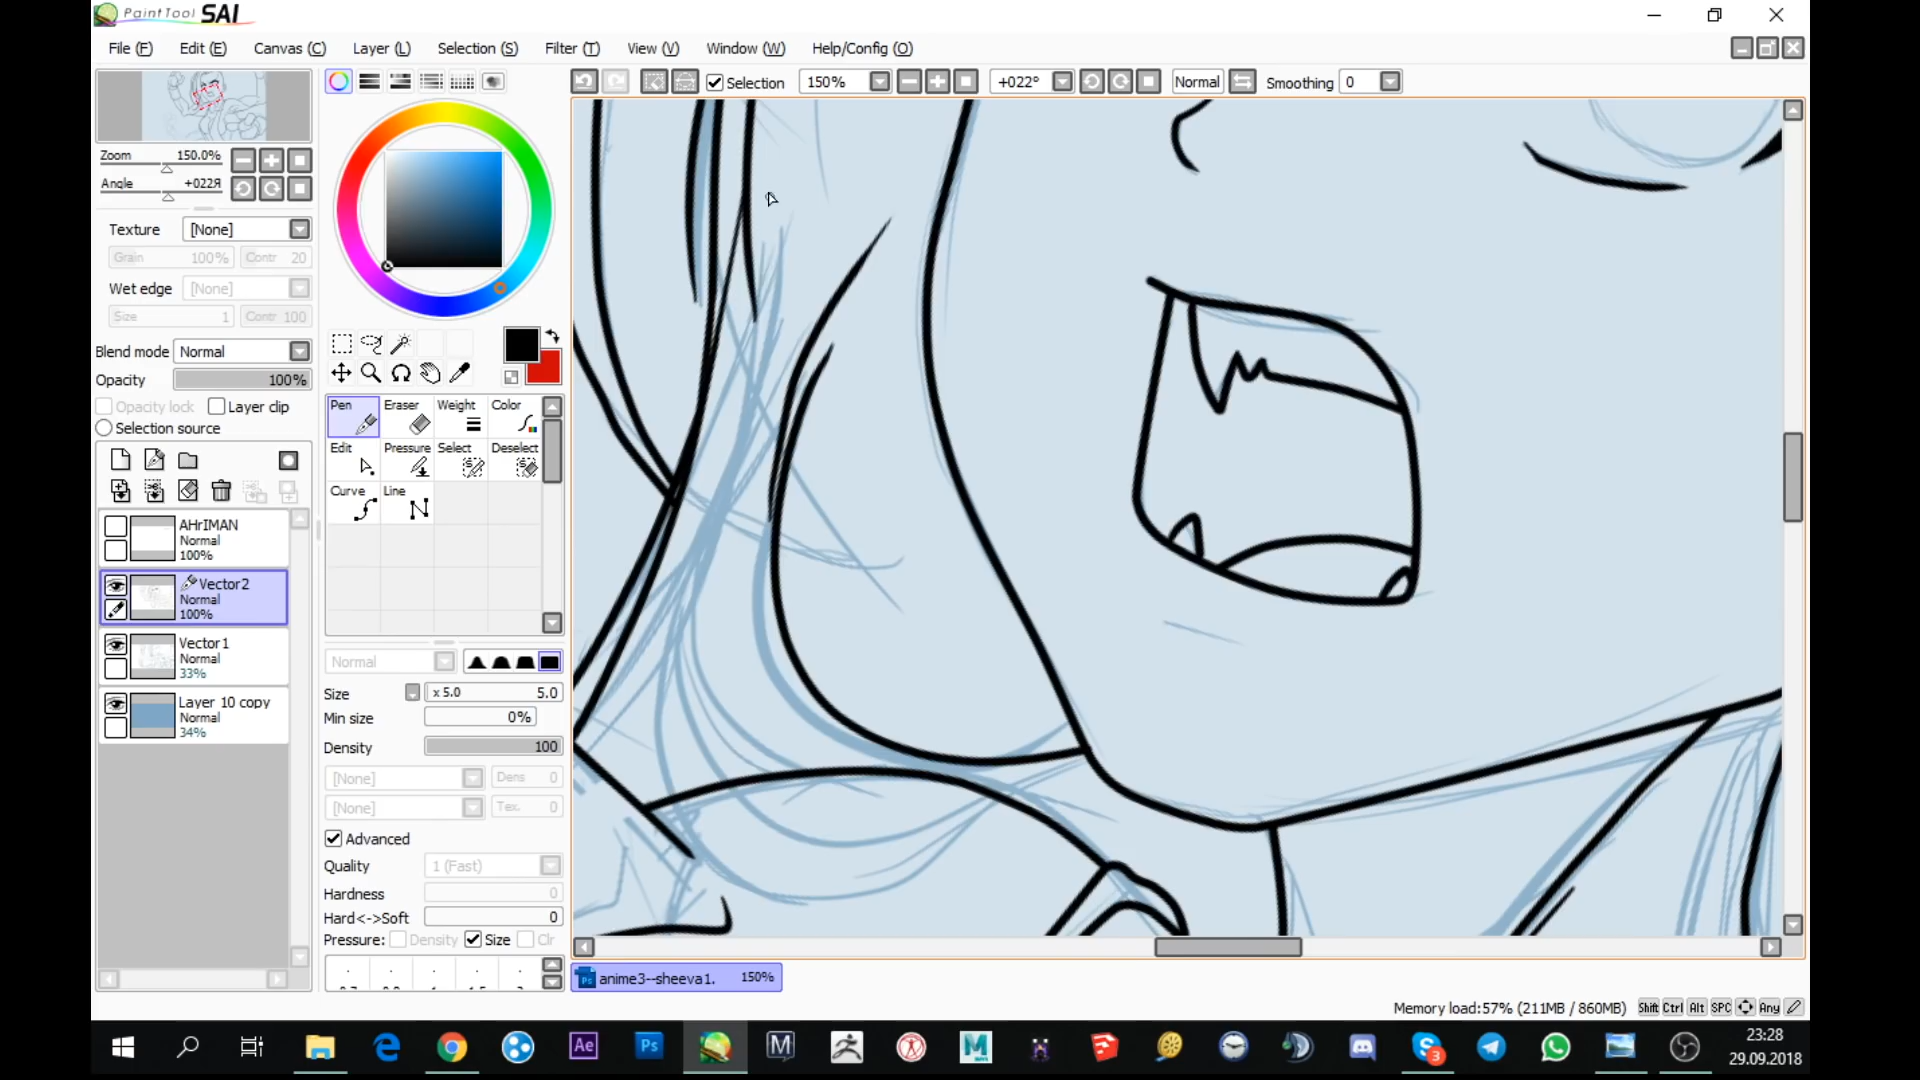 PaintTool SAI
File (F) Edit (E) Canvas (C) Layer (L) Selection (S) Filter (T) View (V) Window (W) Help/Config (O)
Selection 150% +022° Normal Smoothing 0
Zoom 150.0%
Angle +022Я
Texture [None]
Grain 100% Contr 20
Wet edge [None]
Size 1 Contr 100
Blend mode Normal
Opacity 100%
Opacity lock Layer clip
Selection source
AHrIMAN
Normal
100%
Vector2
Normal
100%
Vector1
Normal
33%
Layer 10 copy
Normal
34%
Pen Eraser Weight Color
Edit Pressure Select Deselect
Curve Line
Normal
Size x 5.0 5.0
Min size 0%
Density 100
[None] Dens 0
[None] Tex. 0
Advanced
Quality 1 (Fast)
Hardness 0
Hard<->Soft 0
Pressure: Density Size Clr
anime3--sheeva1. 150%
Memory load:57% (211MB / 860MB) Shift Ctrl Alt SPC Any
Ae Ps M M S 3
23:28
29.09.2018